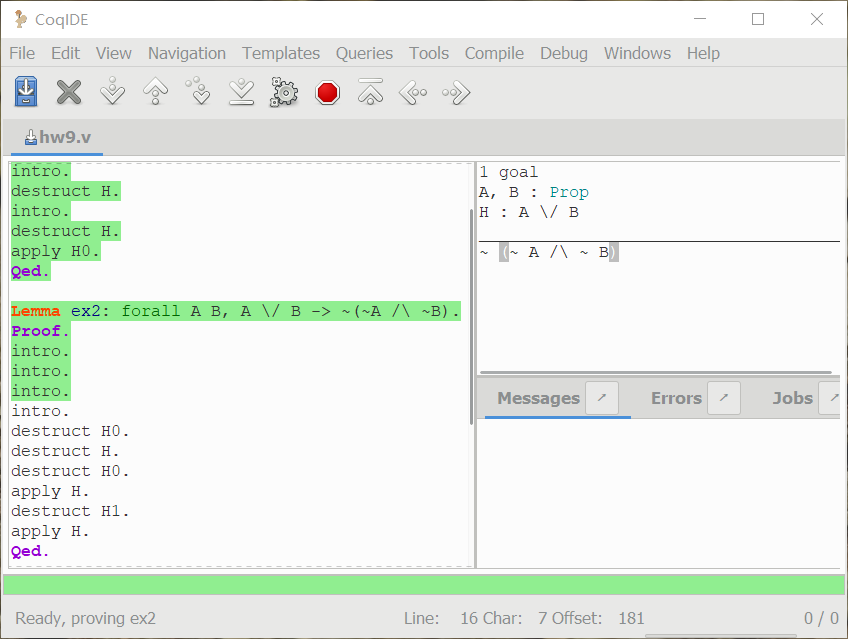 CoqIDE
File Edit View Navigation Templates Queries Tools Compile Debug Windows Help
hw9.v
intro.
destruct H.
intro.
destruct H.
apply H0.
Qed.
Lemma ex2: forall A B, A \/ B -> ~(~A /\ ~B).
Proof.
intro.
intro.
intro.
intro.
destruct H0.
destruct H.
destruct H0.
apply H.
destruct H1.
apply H.
Qed.
1 goal
A, B : Prop
H : A \/ B
~ (~ A /\ ~ B)
Messages Errors Jobs
Ready, proving ex2 Line: 16 Char: 7 Offset: 181 0 / 0